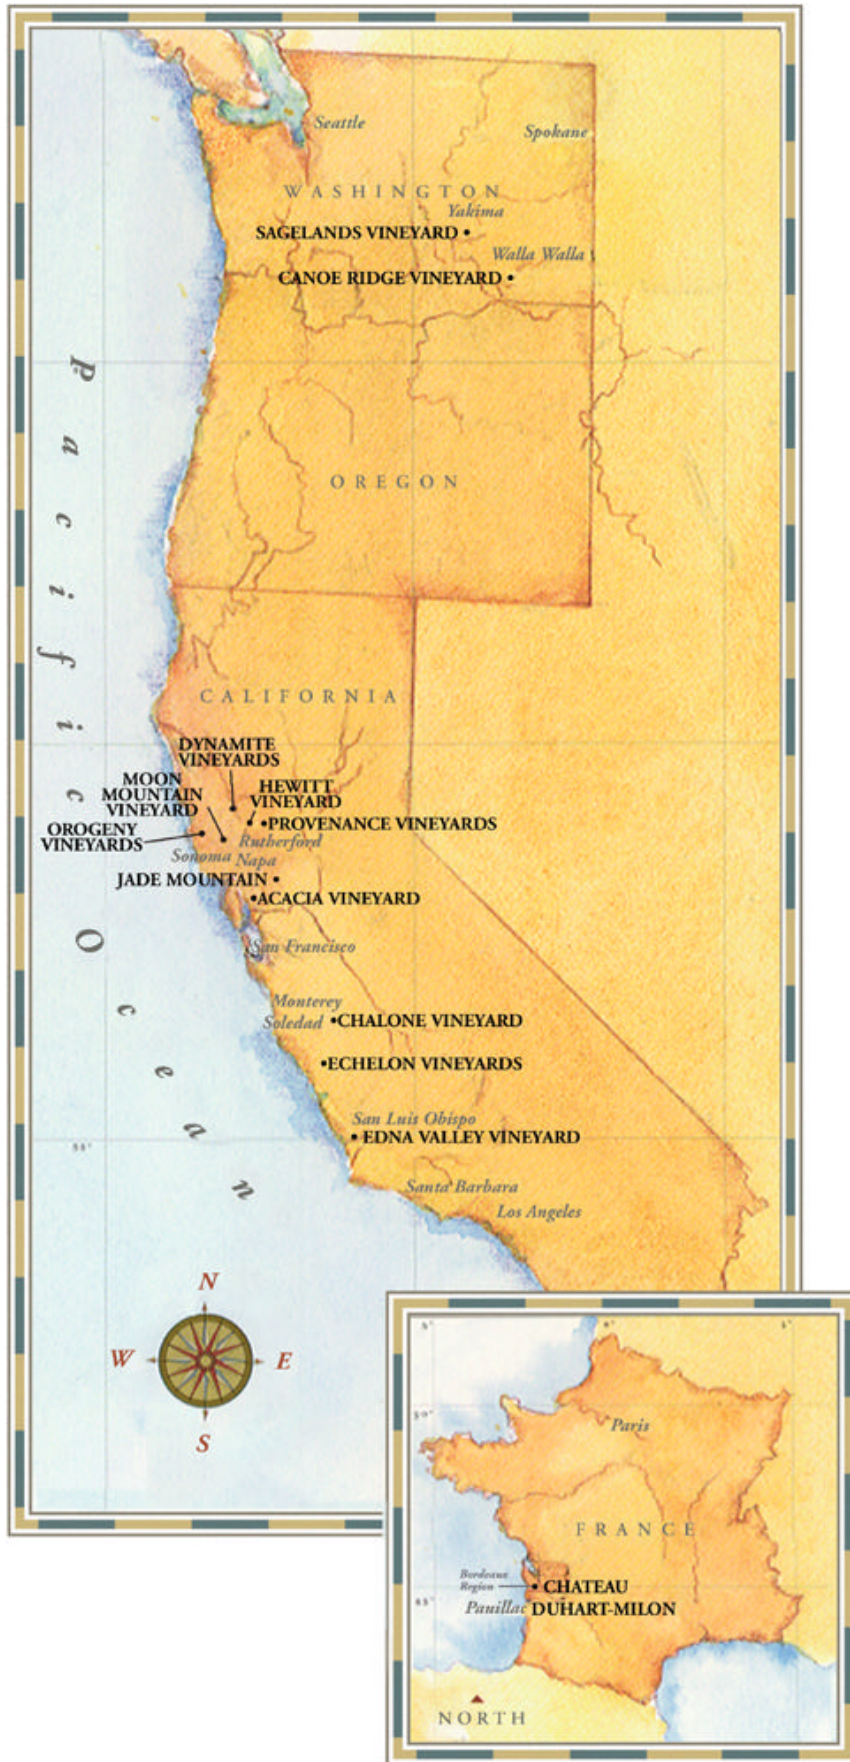 Seattle
Spokane
WASHINGTON
Yakima
SAGELANDS VINEYARD
Walla Walla
CANOE RIDGE VINEYARD
Pacific Ocean
OREGON
CALIFORNIA
DYNAMITE
VINEYARDS
MOON
MOUNTAIN
VINEYARD
HEWITT
VINEYARD
OROGENY
VINEYARDS
PROVENANCE VINEYARDS
Rutherford
Sonoma
Napa
JADE MOUNTAIN
ACACIA VINEYARD
San Francisco
Monterey
Soledad
CHALONE VINEYARD
ECHELON VINEYARDS
San Luis Obispo
EDNA VALLEY VINEYARD
Santa Barbara
Los Angeles
N
W
E
S
Paris
FRANCE
Bordeaux
Region
CHATEAU
Pauillac
DUHART-MILON
NORTH